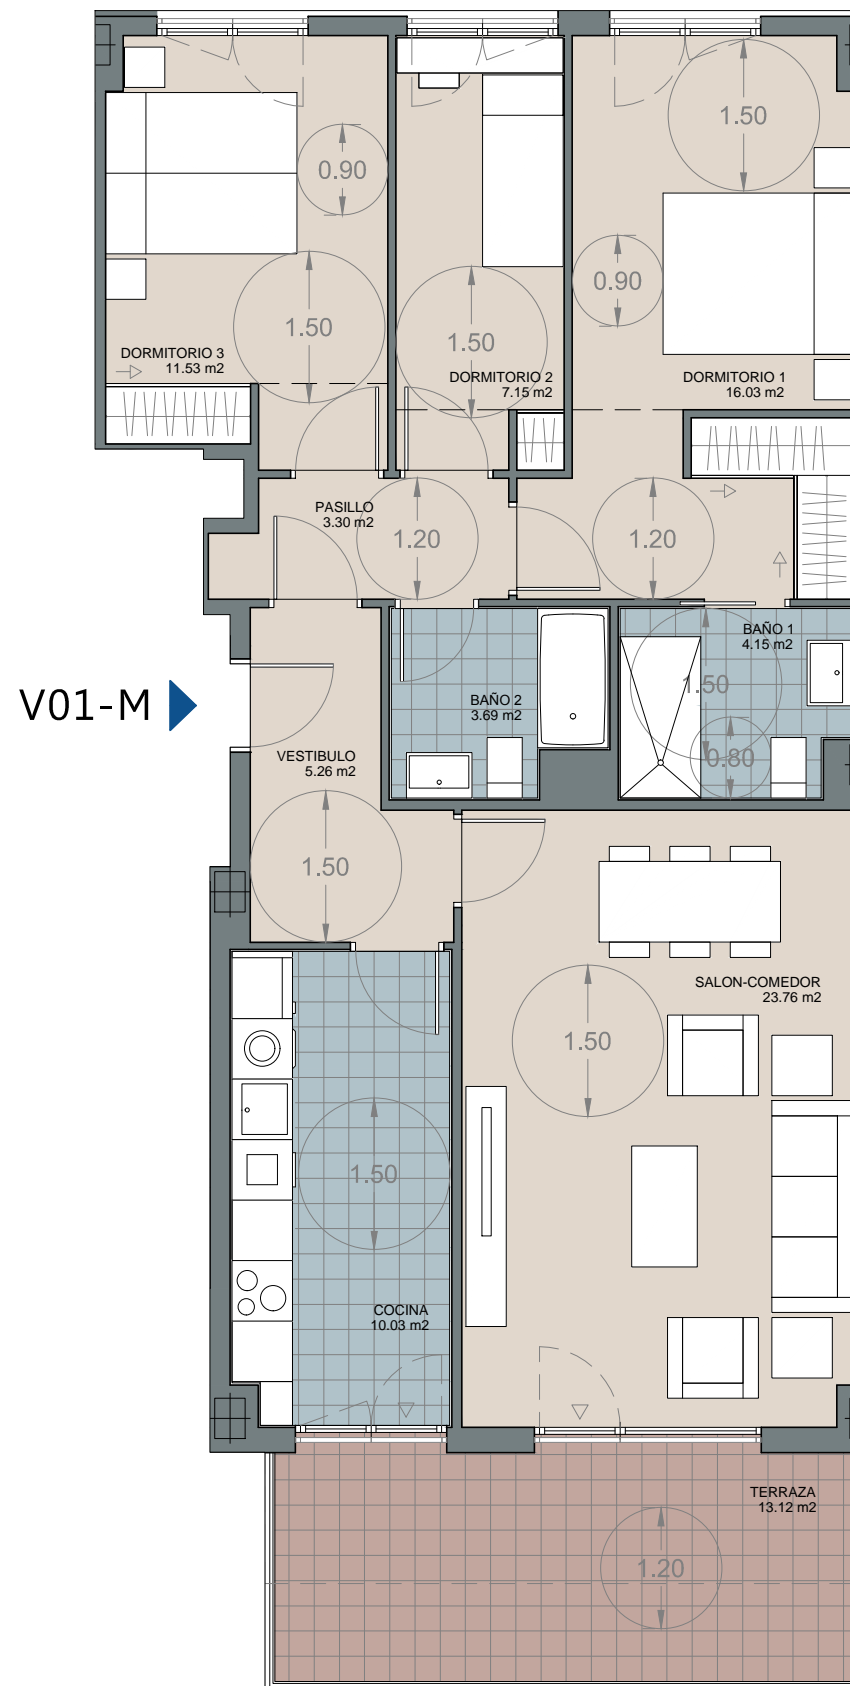 1.50
0.90
0.90
1.50
1.50
DORMITORIO 3
11.53 m2
DORMITORIO 2
7.15 m2
DORMITORIO 1
16.03 m2
PASILLO
3.30 m2
1.20
1.20
BAÑO 1
4.15 m2
1.50
BAÑO 2
3.69 m2
V01-M
VESTIBULO
5.26 m2
0.80
1.50
SALON-COMEDOR
23.76 m2
1.50
1.50
COCINA
10.03 m2
TERRAZA
13.12 m2
1.20